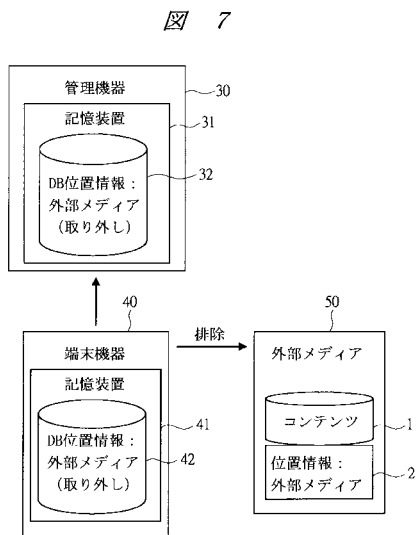 図 7
管理機器
30
記憶装置
31
DB位置情報：
外部メディア
(取り外し)
32
40
端末機器
記憶装置
41
DB位置情報：
外部メディア
(取り外し)
42
排除
50
外部メディア
コンテンツ
1
位置情報：
外部メディア
2